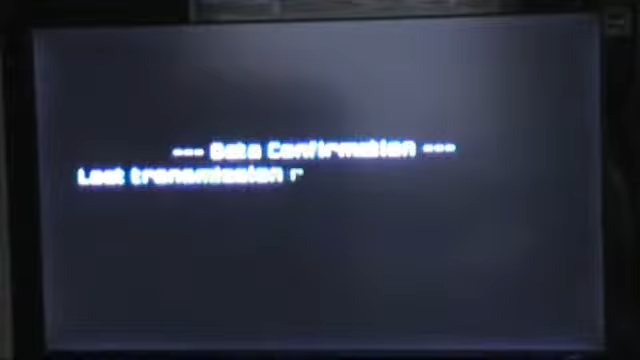 --- Data Confirmation ---
Last transmission r